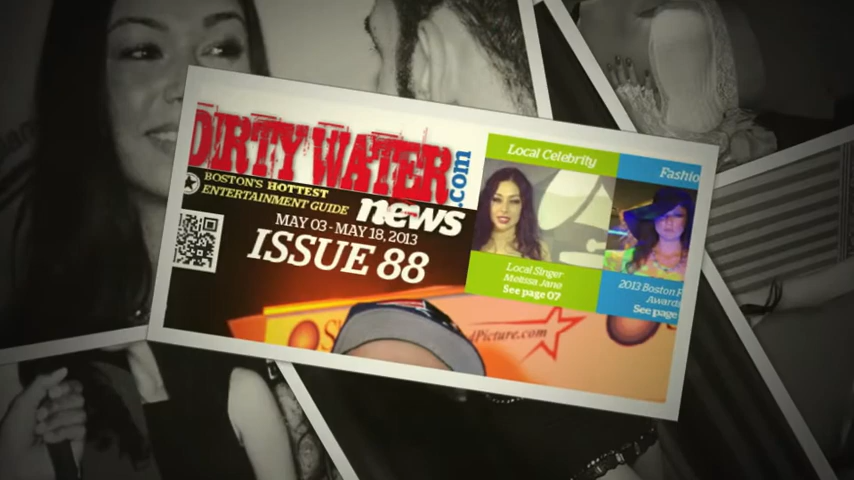 DIRTY WATER
.com
BOSTON'S HOTTEST
ENTERTAINMENT GUIDE
news
MAY 03 - MAY 18, 2013
ISSUE 88
Local Celebrity
Local Singer
Melissa Jane
See page 07
Fashio
2013 Boston F
Awards
See page
iPicture.com